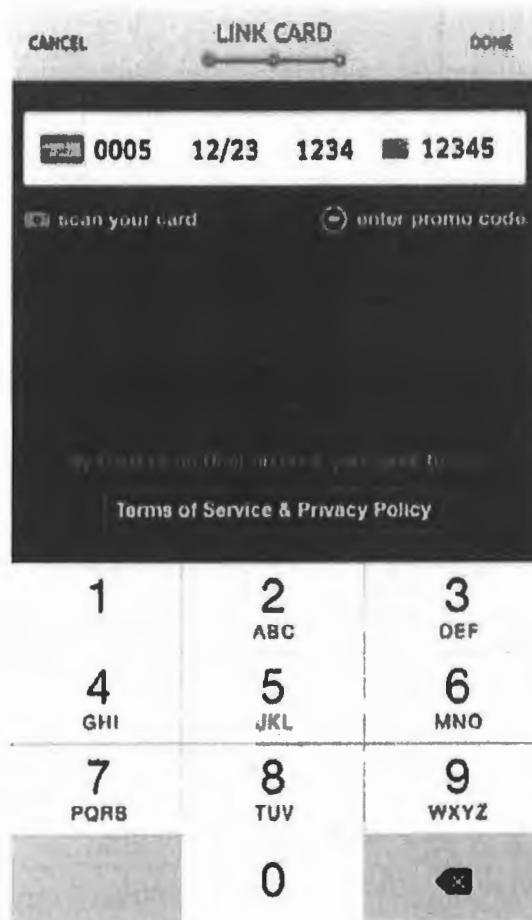 CANCEL LINK CARD DONE
0005 12/23 1234 12345
scan your card enter promo code
Terms of Service & Privacy Policy
1 2 3
ABC DEF
4 5 6
GHI JKL MNO
7 8 9
PQRS TUV WXYZ
0